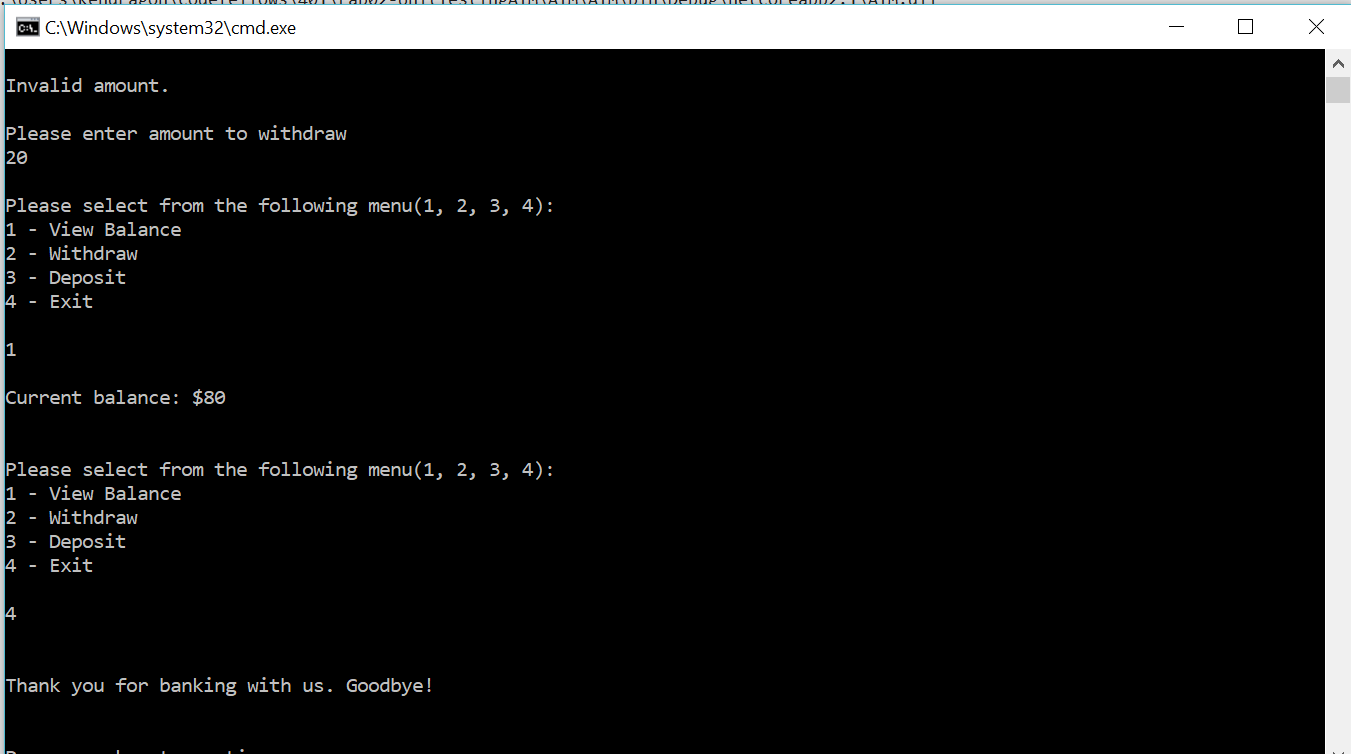 C:\Windows\system32\cmd.exe
Invalid amount.
Please enter amount to withdraw
20
Please select from the following menu(1, 2, 3, 4):
1 - View Balance
2 - Withdraw
3 - Deposit
4 - Exit
1
Current balance: $80
Please select from the following menu(1, 2, 3, 4):
1 - View Balance
2 - Withdraw
3 - Deposit
4 - Exit
4
Thank you for banking with us. Goodbye!